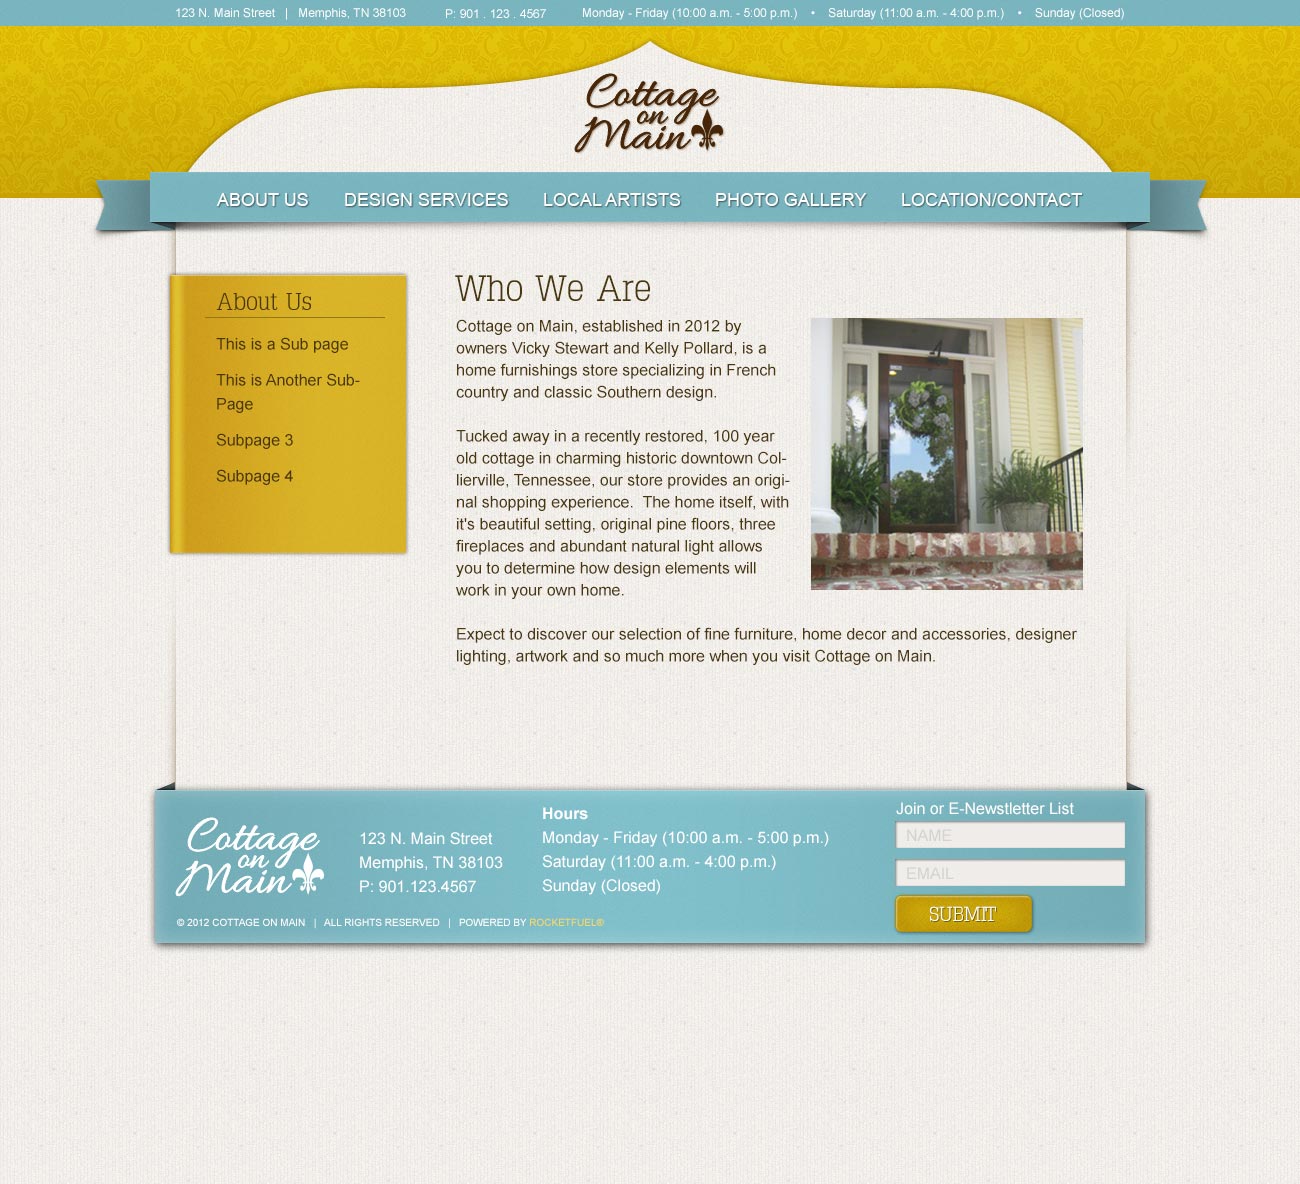 123 N. Main Street | Memphis, TN 38103 P: 901 . 123 . 4567 Monday - Friday (10:00 a.m. - 5:00 p.m.) • Saturday (11:00 a.m. - 4:00 p.m.) • Sunday (Closed)
Cottage
on
Main
ABOUT US DESIGN SERVICES LOCAL ARTISTS PHOTO GALLERY LOCATION/CONTACT
About Us
This is a Sub page
This is Another Sub-
Page
Subpage 3
Subpage 4
Who We Are
Cottage on Main, established in 2012 by
owners Vicky Stewart and Kelly Pollard, is a
home furnishings store specializing in French
country and classic Southern design.
Tucked away in a recently restored, 100 year
old cottage in charming historic downtown Col-
lierville, Tennessee, our store provides an origi-
nal shopping experience.  The home itself, with
it's beautiful setting, original pine floors, three
fireplaces and abundant natural light allows
you to determine how design elements will
work in your own home.
Expect to discover our selection of fine furniture, home decor and accessories, designer
lighting, artwork and so much more when you visit Cottage on Main.
Cottage
on
Main
123 N. Main Street
Memphis, TN 38103
P: 901.123.4567
Hours
Monday - Friday (10:00 a.m. - 5:00 p.m.)
Saturday (11:00 a.m. - 4:00 p.m.)
Sunday (Closed)
Join or E-Newstletter List
NAME
EMAIL
SUBMIT
© 2012 COTTAGE ON MAIN | ALL RIGHTS RESERVED | POWERED BY ROCKETFUEL®